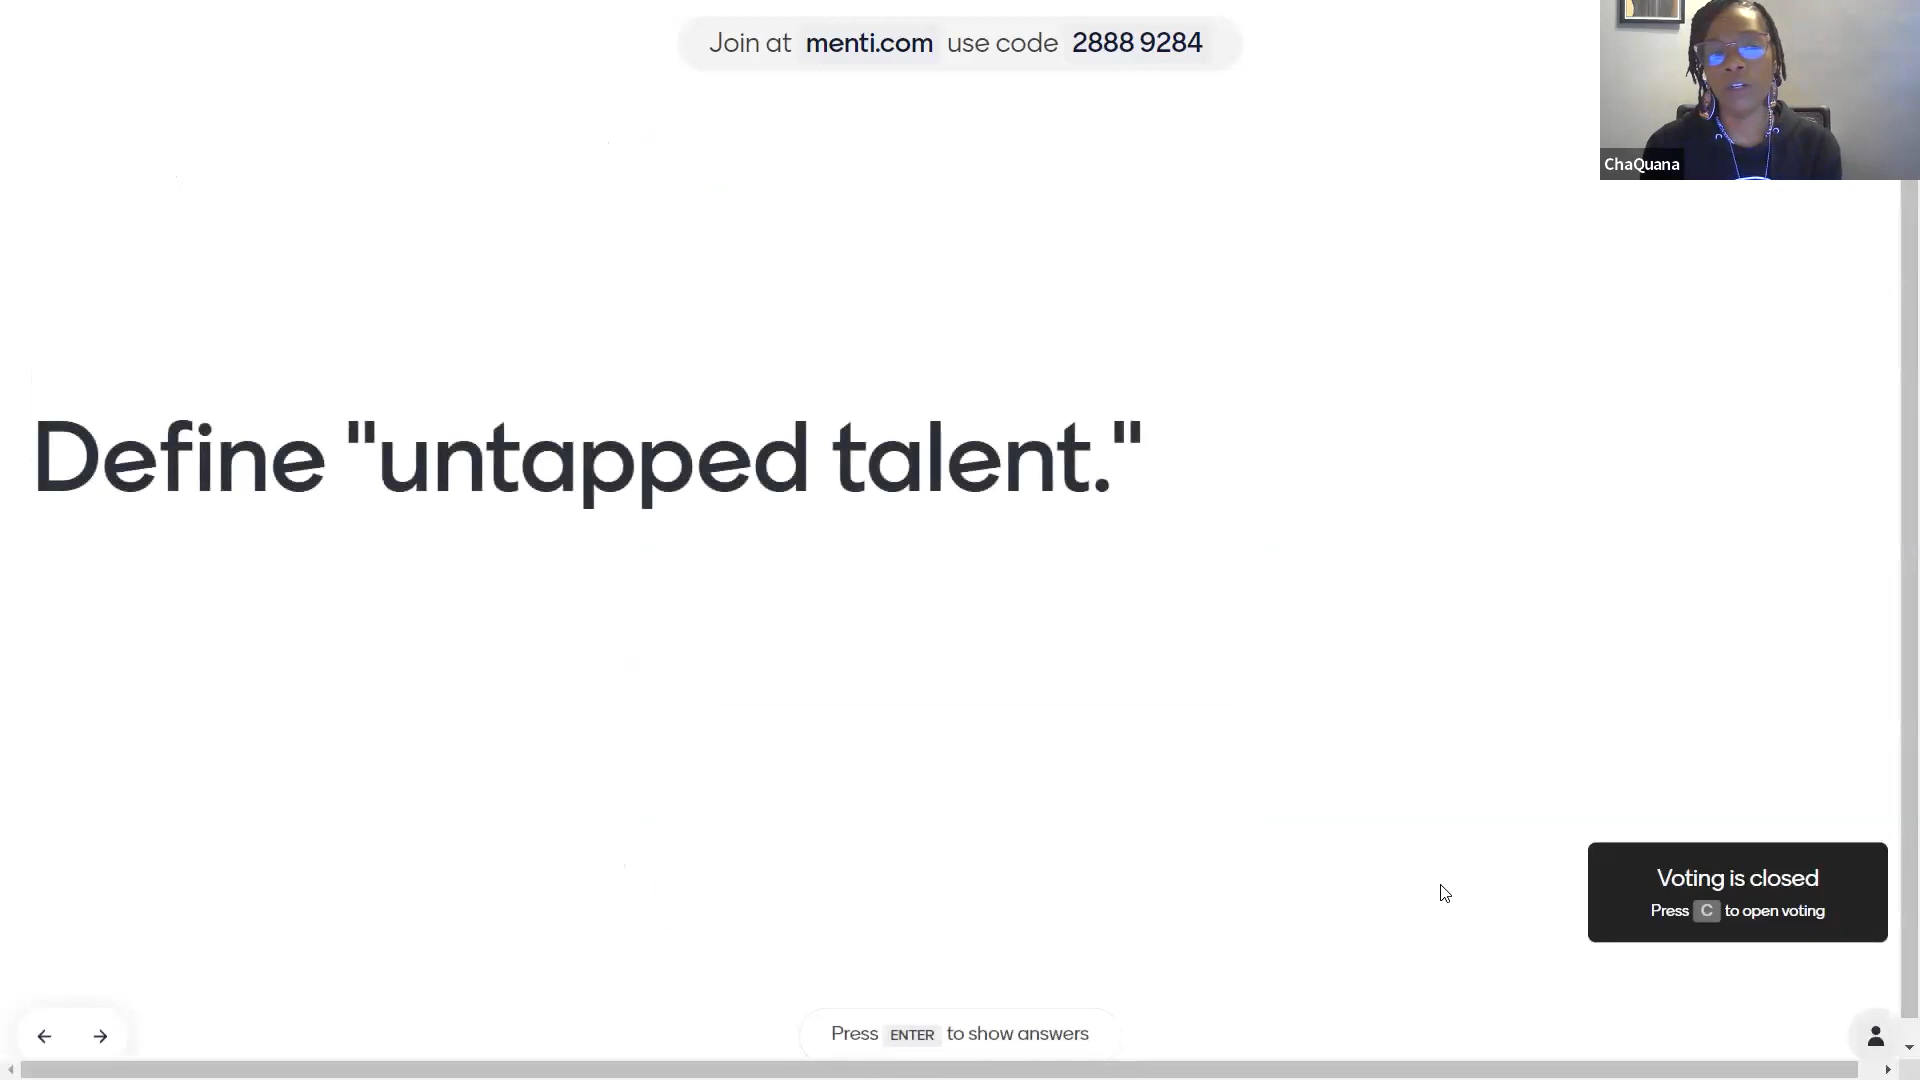 Join at menti.com use code 2888 9284
ChaQuana
Define "untapped talent."
Voting is closed
Press C to open voting
Press ENTER to show answers